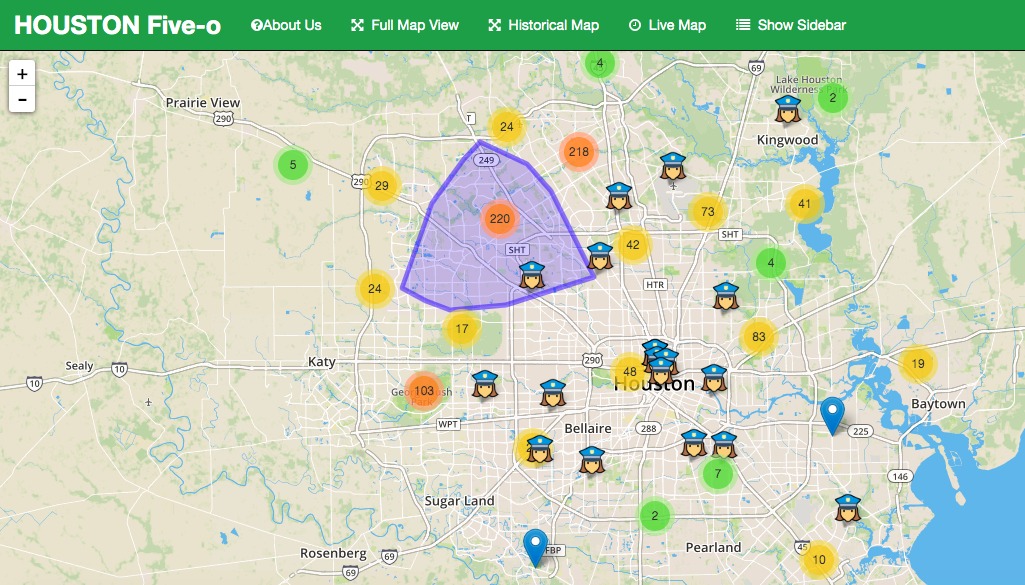 HOUSTON Five-o
About Us
Full Map View
Historical Map
Live Map
Show Sidebar
+
-
4
69
Lake Houston
Wilderness Park
2
Prairie View
290
T
24
Kingwood
218
5
249
290
29
41
73
220
SHT
42
SHT
4
HTR
24
17
83
Katy
290
Sealy
10
10
48
Houston
19
103
Baytown
WPT
Bellaire
288
225
7
146
Sugar Land
2
Rosenberg
69
69
FBP
Pearland
45
10